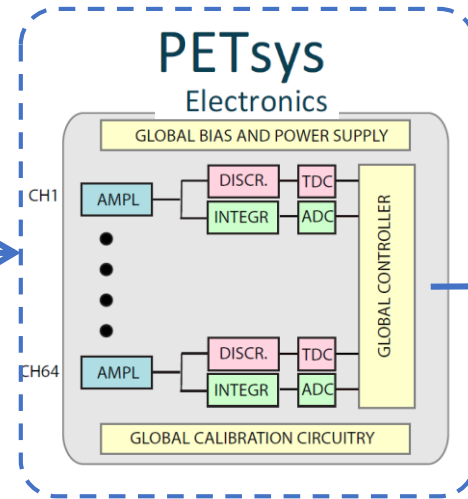 PETsys
Electronics
GLOBAL BIAS AND POWER SUPPLY
CH1
AMPL
DISCR.
TDC
INTEGR
ADC
GLOBAL CONTROLLER
CH64
AMPL
DISCR.
TDC
INTEGR
ADC
GLOBAL CALIBRATION CIRCUITRY